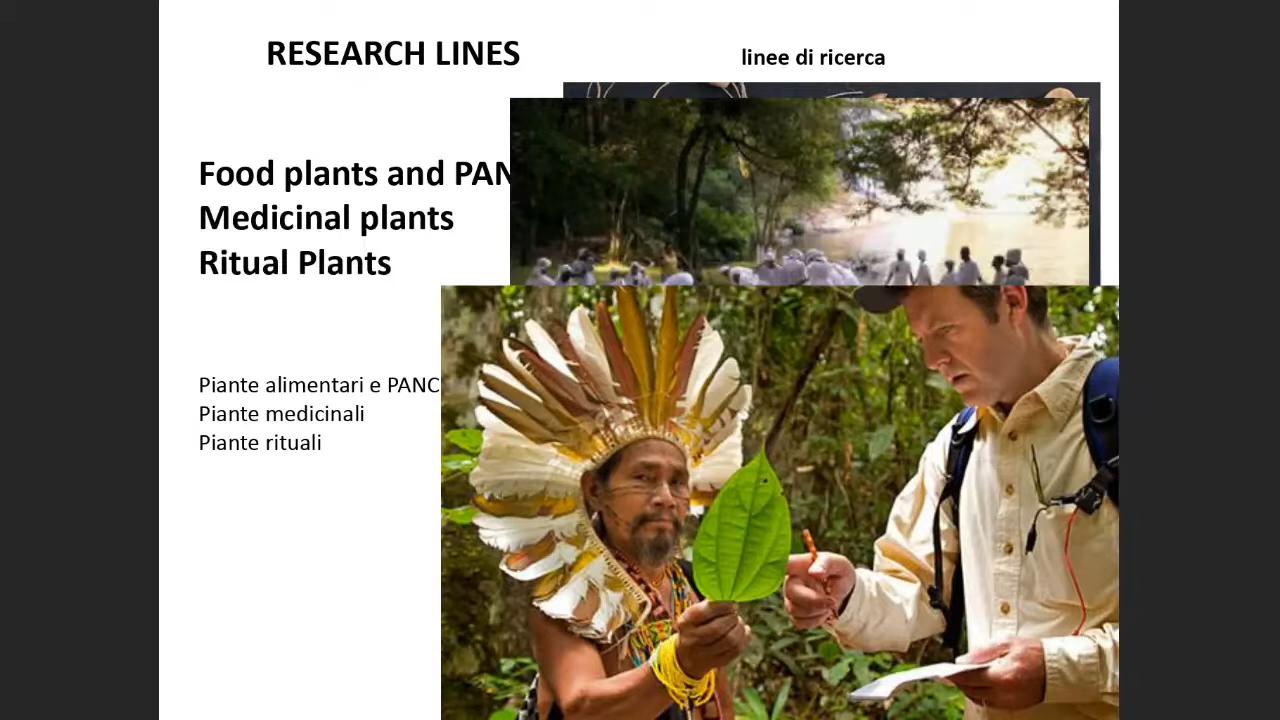 RESEARCH LINES
linee di ricerca
Food plants and PAN
Medicinal plants
Ritual Plants
Piante alimentari e PANC
Piante medicinali
Piante rituali